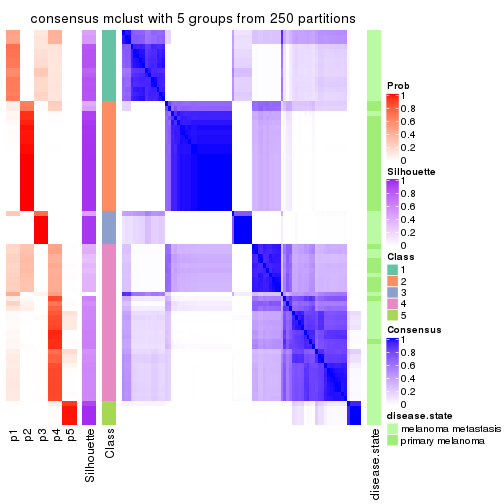 consensus mclust with 5 groups from 250 partitions
Prob
1
0.8
0.6
0.4
0.2
0
Silhouette
1
0.8
0.6
0.4
0.2
0
Class
1
2
3
4
5
Consensus
1
0.8
0.6
0.4
0.2
0
disease.state
melanoma metastasis
primary melanoma
p1
p2
p3
p4
p5
Silhouette
Class
disease.state